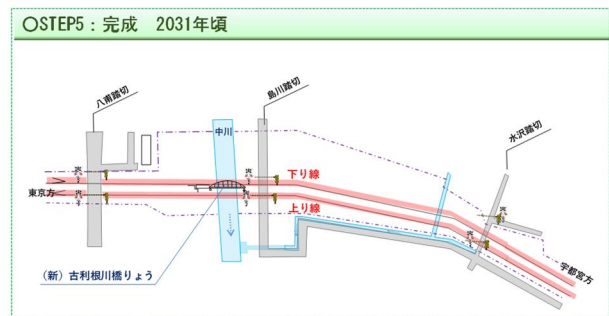 〇STEP5：完成　2031年頃
八甫踏切
島川踏切
水沢踏切
中川
下り線
東京方
上り線
宇都宮方
（新）古利根川橋りょう